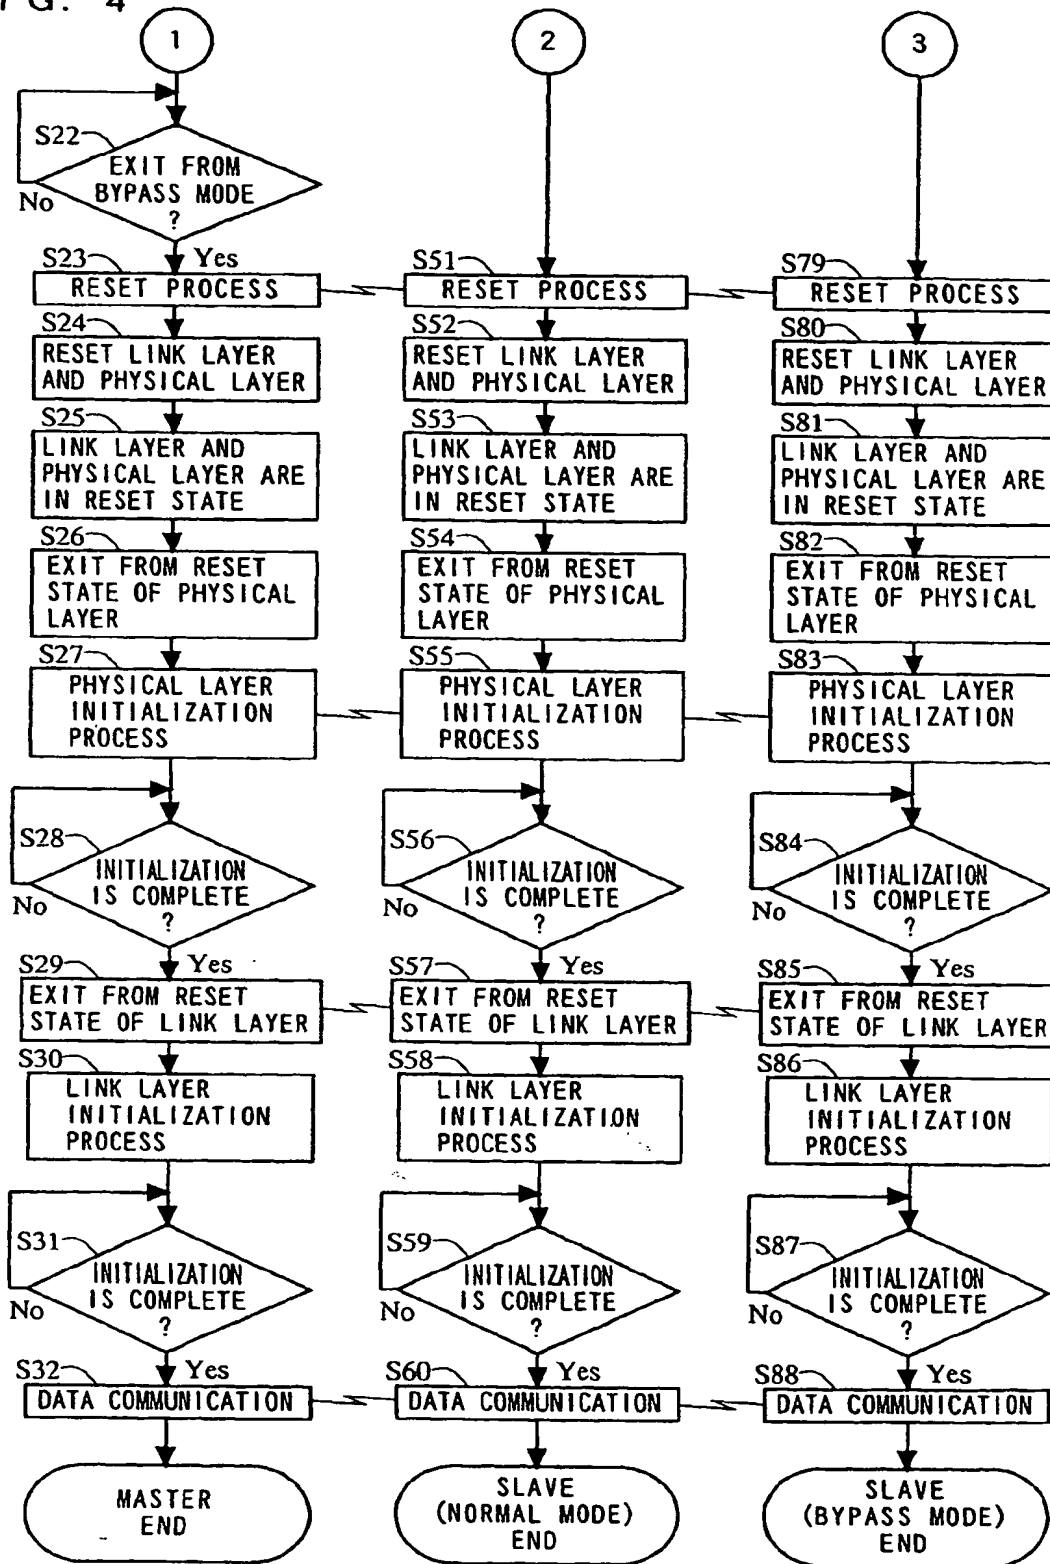 FIG. 4
1
2
3
S22
EXIT FROM
BYPASS MODE
?
No
Yes
S23
RESET PROCESS
S51
RESET PROCESS
S79
RESET PROCESS
S24
RESET LINK LAYER
AND PHYSICAL LAYER
S52
RESET LINK LAYER
AND PHYSICAL LAYER
S80
RESET LINK LAYER
AND PHYSICAL LAYER
S25
LINK LAYER AND
PHYSICAL LAYER ARE
IN RESET STATE
S53
LINK LAYER AND
PHYSICAL LAYER ARE
IN RESET STATE
S81
LINK LAYER AND
PHYSICAL LAYER ARE
IN RESET STATE
S26
EXIT FROM RESET
STATE OF PHYSICAL
LAYER
S54
EXIT FROM RESET
STATE OF PHYSICAL
LAYER
S82
EXIT FROM RESET
STATE OF PHYSICAL
LAYER
S27
PHYSICAL LAYER
INITIALIZATION
PROCESS
S55
PHYSICAL LAYER
INITIALIZATION
PROCESS
S83
PHYSICAL LAYER
INITIALIZATION
PROCESS
S28
INITIALIZATION
IS COMPLETE
?
No
Yes
S56
INITIALIZATION
IS COMPLETE
?
No
Yes
S84
INITIALIZATION
IS COMPLETE
?
No
Yes
S29
EXIT FROM RESET
STATE OF LINK LAYER
S57
EXIT FROM RESET
STATE OF LINK LAYER
S85
EXIT FROM RESET
STATE OF LINK LAYER
S30
LINK LAYER
INITIALIZATION
PROCESS
S58
LINK LAYER
INITIALIZATION
PROCESS
S86
LINK LAYER
INITIALIZATION
PROCESS
S31
INITIALIZATION
IS COMPLETE
?
No
Yes
S59
INITIALIZATION
IS COMPLETE
?
No
Yes
S87
INITIALIZATION
IS COMPLETE
?
No
Yes
S32
DATA COMMUNICATION
S60
DATA COMMUNICATION
S88
DATA COMMUNICATION
MASTER
END
SLAVE
(NORMAL MODE)
END
SLAVE
(BYPASS MODE)
END